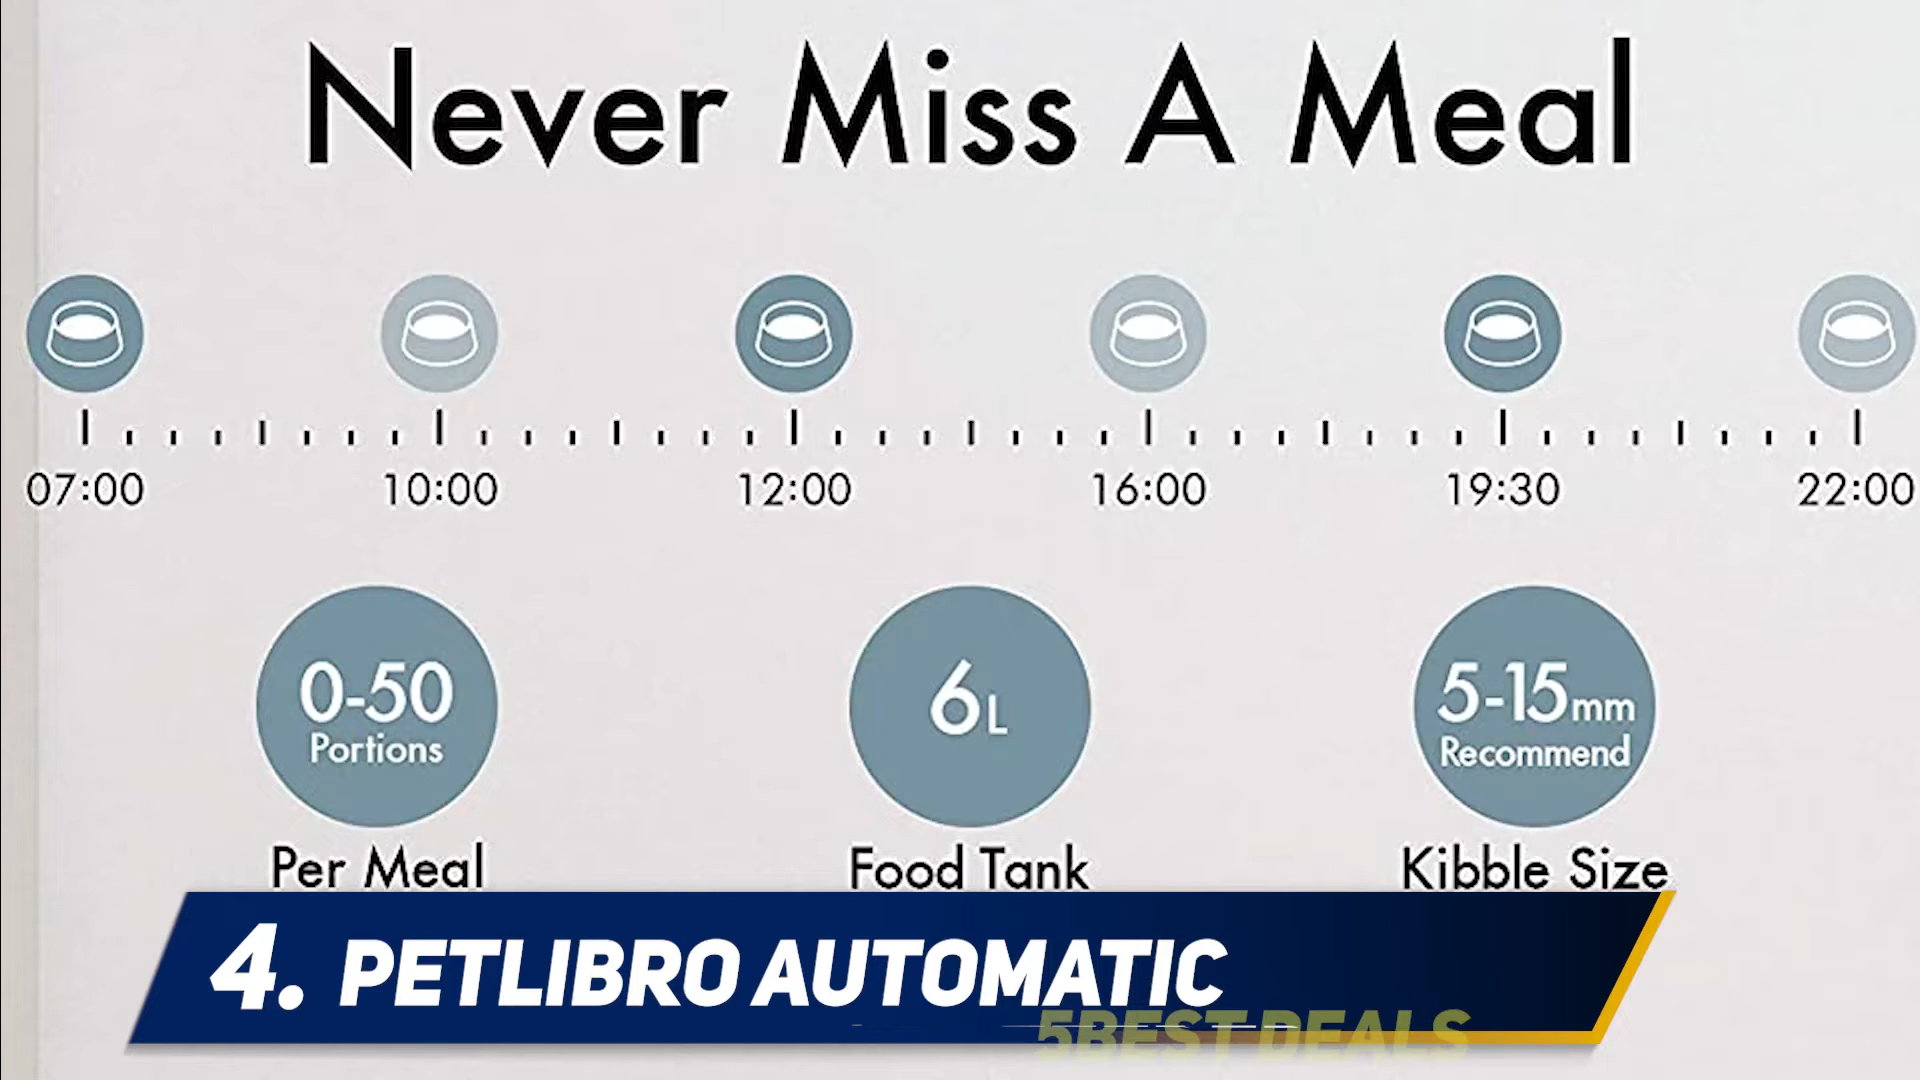 Never Miss A Meal
07:00 10:00 12:00 16:00 19:30 22:00
0-50 6L 5-15mm
Portions Recommend
Per Meal Food Tank Kibble Size
4. PETLIBRO AUTOMATIC
5BEST DEALS